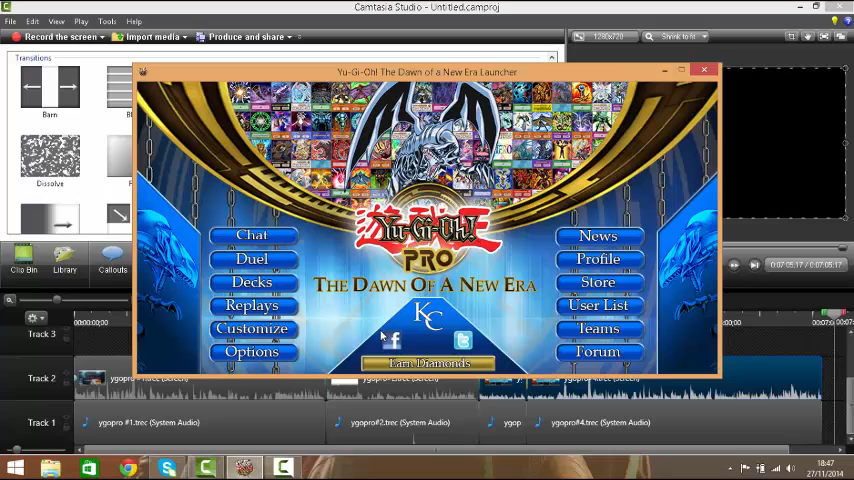 Camtasia Studio - Untitled.camproj
File Edit View Play Tools Help
Record the screen Import media Produce and share
1280x720 Shrink to fit
Transitions
Barn
Dissolve
Yu-Gi-Oh! The Dawn of a New Era Launcher
Yu-Gi-Oh!
PRO
THE DAWN OF A NEW ERA
KC
Chat
Duel
Decks
Replays
Customize
Options
News
Profile
Store
User List
Teams
Forum
Earn Diamonds
Clip Bin Library Callouts
0:07:05;17 / 0:07:05;17
00:00:00;00
Track 3
Track 2
Track 1
ygopro #1.trec (System Audio) ygopro#2.trec (System Audio) ygop ygopro#4.trec (System Audio)
18:47
27/11/2014